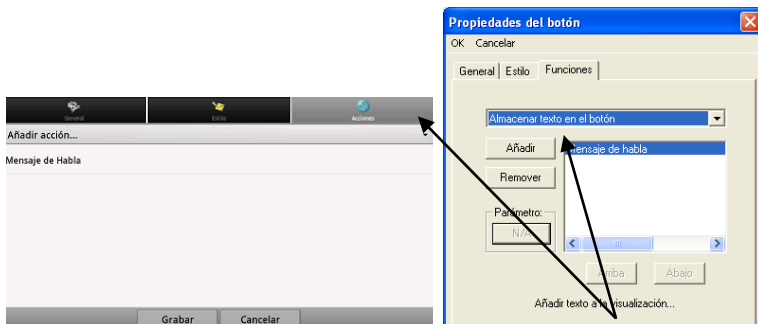 General
Estilo
Acciones
Añadir acción...
Mensaje de Habla
Grabar
Cancelar
Propiedades del botón
OK Cancelar
General Estilo Funciones
Almacenar texto en el botón
Añadir
Mensaje de habla
Remover
Parámetro:
N/A
Arriba
Abajo
Añadir texto a la visualización...